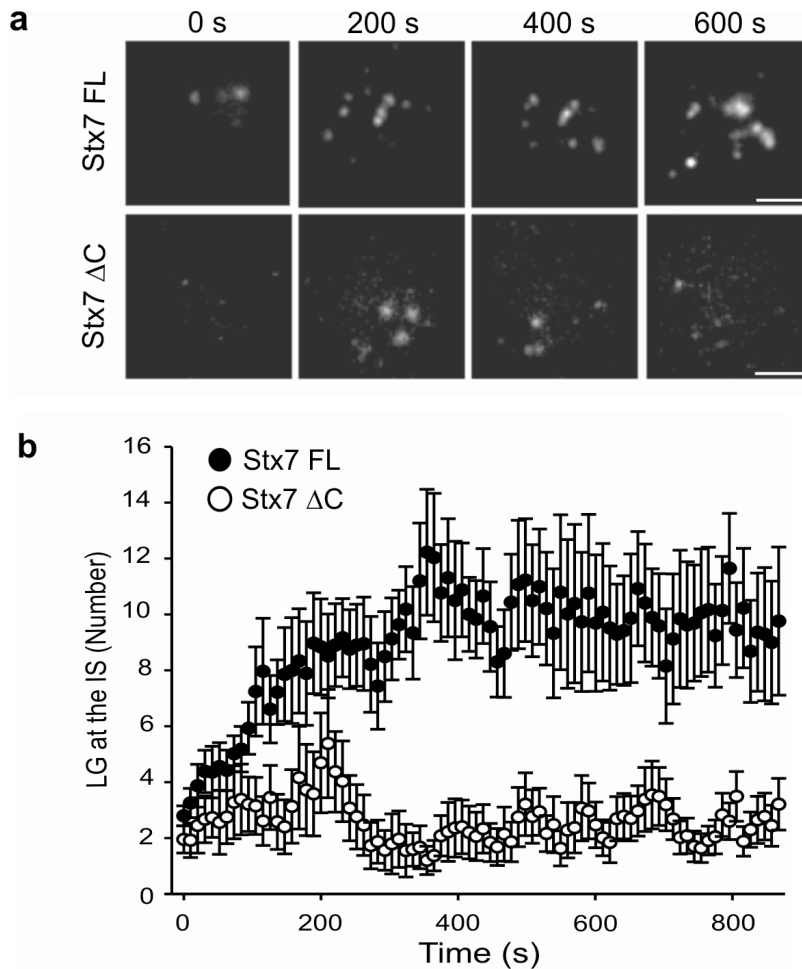 a
0 s 200 s 400 s 600 s
Stx7 FL
Stx7 ΔC
b
Stx7 FL
Stx7 ΔC
LG at the IS (Number)
16
14
12
10
8
6
4
2
0
0 200 400 600 800
Time (s)